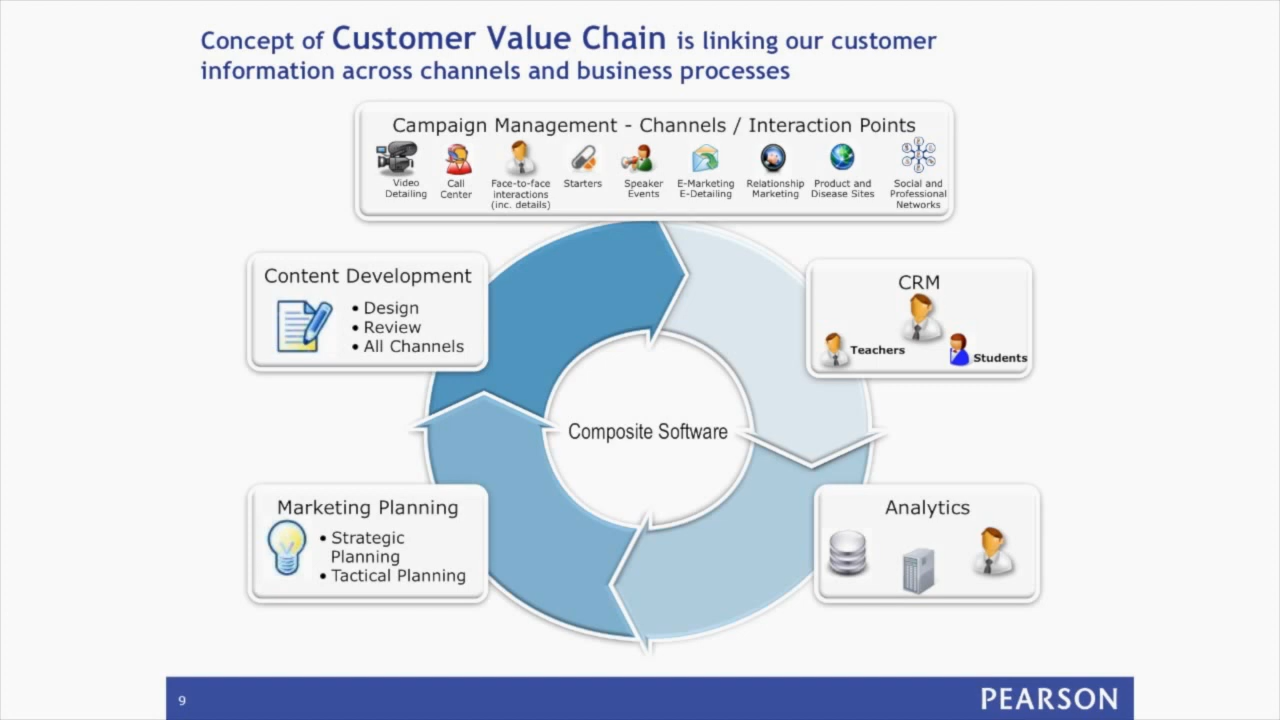 Concept of Customer Value Chain is linking our customer
information across channels and business processes
Campaign Management - Channels / Interaction Points
Video
Detailing
Call
Center
Face-to-face
interactions
(inc. details)
Starters
Speaker
Events
E-Marketing
E-Detailing
Relationship
Marketing
Product and
Disease Sites
Social and
Professional
Networks
Content Development
• Design
• Review
• All Channels
CRM
Teachers
Students
Composite Software
Marketing Planning
• Strategic
Planning
• Tactical Planning
Analytics
9
PEARSON